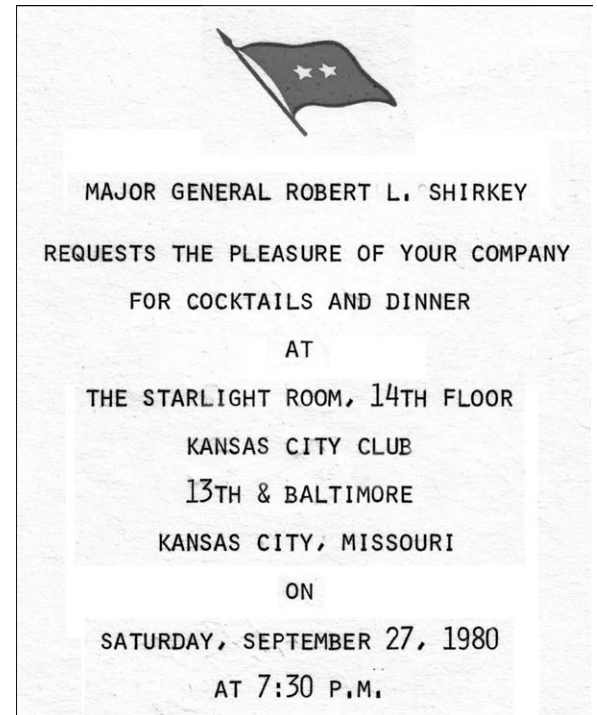 MAJOR GENERAL ROBERT L. SHIRKEY
REQUESTS THE PLEASURE OF YOUR COMPANY
FOR COCKTAILS AND DINNER
AT
THE STARLIGHT ROOM, 14TH FLOOR
KANSAS CITY CLUB
13TH & BALTIMORE
KANSAS CITY, MISSOURI
ON
SATURDAY, SEPTEMBER 27, 1980
AT 7:30 P.M.